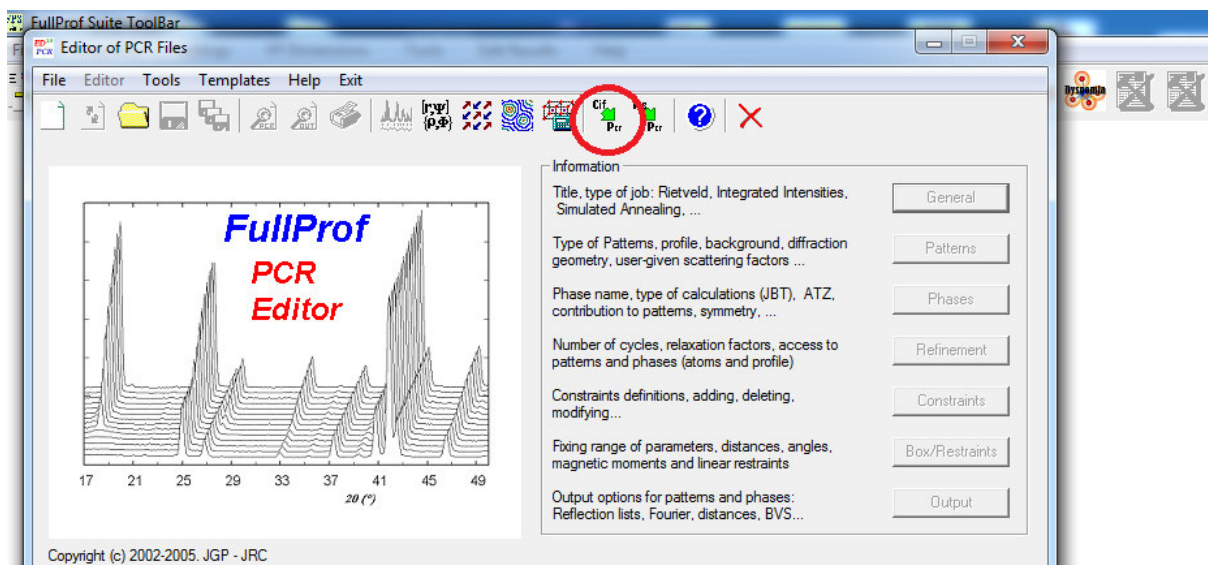 FullProf Suite ToolBar
Editor of PCR Files
File Editor Tools Templates Help Exit
Cif
Pcr
Pcr
Dysnomia
FullProf
PCR
Editor
17 21 25 29 33 37 41 45 49
2θ (°)
Information
Title, type of job: Rietveld, Integrated Intensities,
Simulated Annealing, ...
General
Type of Patterns, profile, background, diffraction
geometry, user-given scattering factors ...
Patterns
Phase name, type of calculations (JBT), ATZ,
contribution to patterns, symmetry, ...
Phases
Number of cycles, relaxation factors, access to
patterns and phases (atoms and profile)
Refinement
Constraints definitions, adding, deleting,
modifying...
Constraints
Fixing range of parameters, distances, angles,
magnetic moments and linear restraints
Box/Restraints
Output options for patterns and phases:
Reflection lists, Fourier, distances, BVS...
Output
Copyright (c) 2002-2005. JGP - JRC